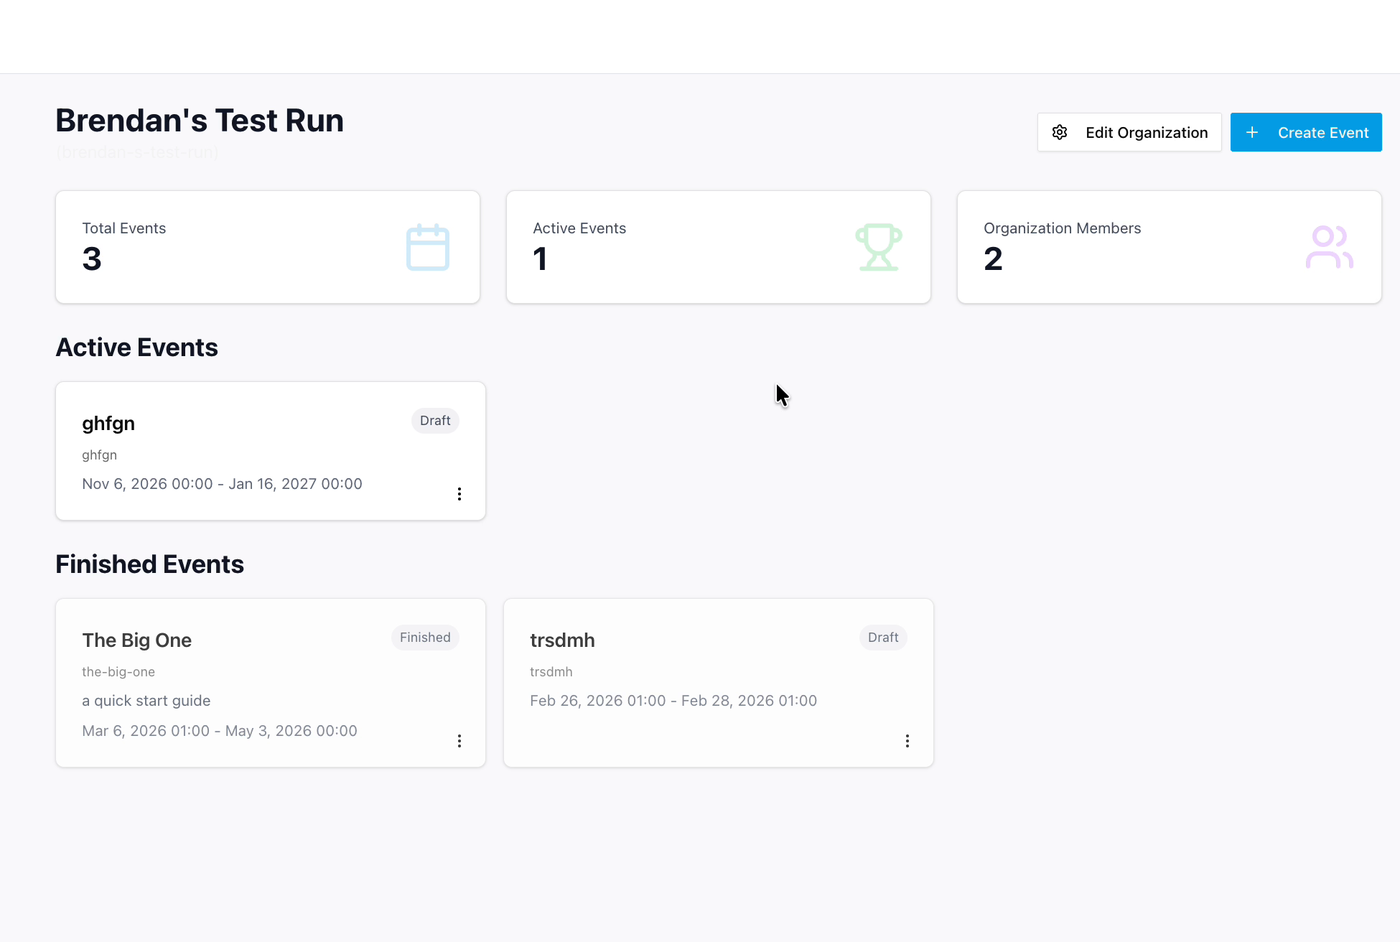 Brendan's Test Run
(brendan-s-test-run)
Edit Organization
Create Event
Total Events
3
Active Events
1
Organization Members
2
Active Events
ghfgn
Draft
ghfgn
Nov 6, 2026 00:00 - Jan 16, 2027 00:00
Finished Events
The Big One
Finished
the-big-one
a quick start guide
Mar 6, 2026 01:00 - May 3, 2026 00:00
trsdmh
Draft
trsdmh
Feb 26, 2026 01:00 - Feb 28, 2026 01:00